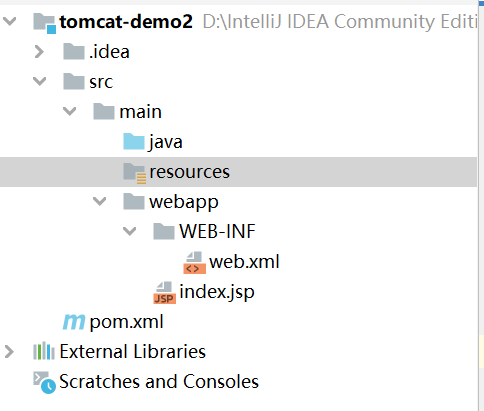 tomcat-demo2 D:\IntelliJ IDEA Community Editi
.idea
src
main
java
resources
webapp
WEB-INF
web.xml
JSP index.jsp
m pom.xml
External Libraries
Scratches and Consoles